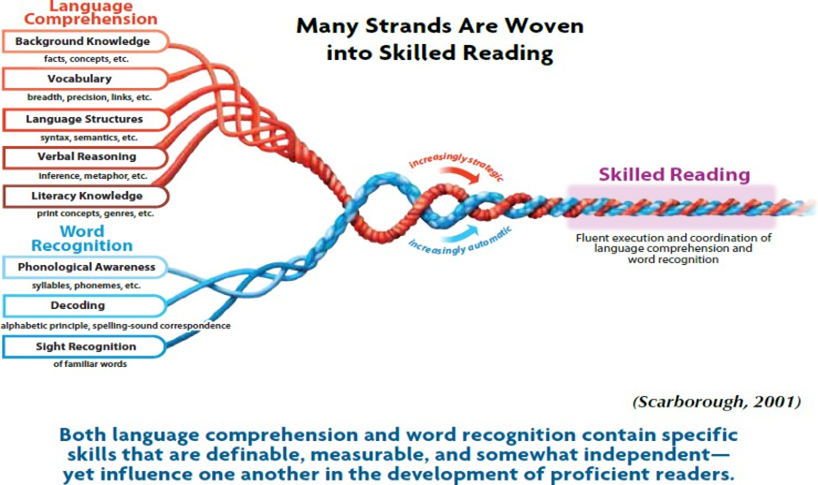 Many Strands Are Woven
into Skilled Reading
Language
Comprehension
Background Knowledge
facts, concepts, etc.
Vocabulary
breadth, precision, links, etc.
Language Structures
syntax, semantics, etc.
Verbal Reasoning
inference, metaphor, etc.
Literacy Knowledge
print concepts, genres, etc.
Word
Recognition
Phonological Awareness
syllables, phonemes, etc.
Decoding
alphabetic principle, spelling-sound correspondence
Sight Recognition
of familiar words
increasingly strategic
increasingly automatic
Skilled Reading
Fluent execution and coordination of
language comprehension and
word recognition
(Scarborough, 2001)
Both language comprehension and word recognition contain specific
skills that are definable, measurable, and somewhat independent—
yet influence one another in the development of proficient readers.